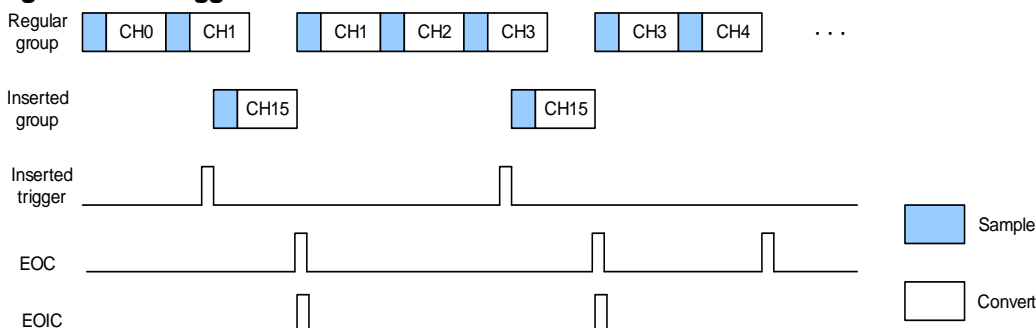 Regular
group
CH0 CH1 CH1 CH2 CH3 CH3 CH4 . . .
Inserted
group
CH15 CH15
Inserted
trigger
Sample
EOC
Convert
EOIC